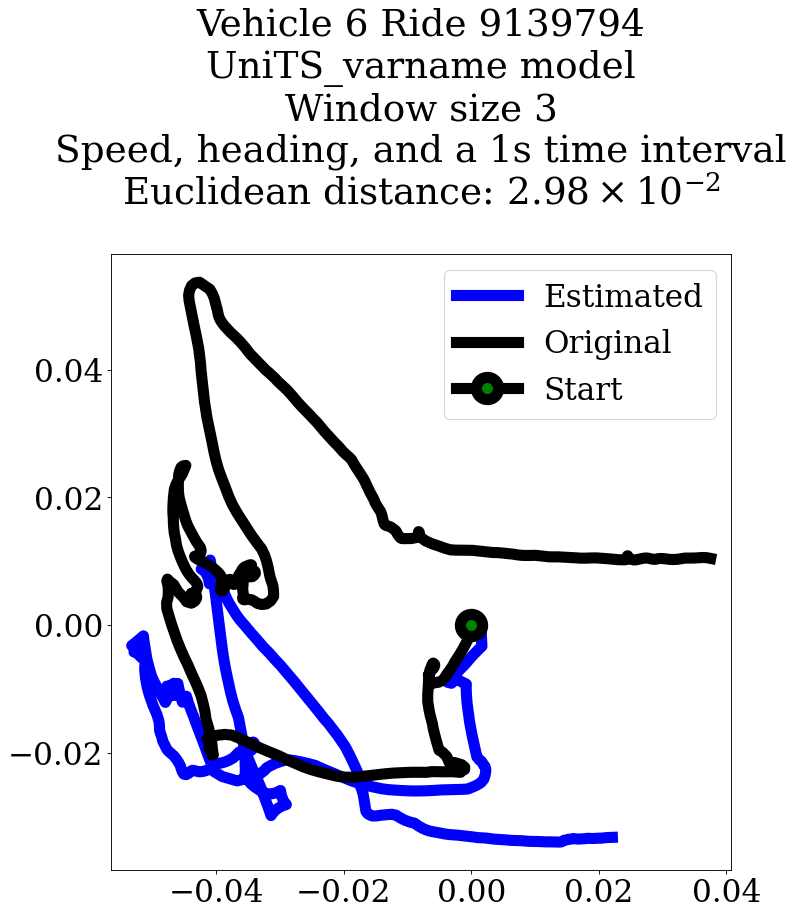 Vehicle 6 Ride 9139794
UniTS_varname model
Window size 3
Speed, heading, and a 1s time interval
Euclidean distance: 2.98 × 10⁻²
Estimated
Original
Start
0.04
0.02
0.00
−0.02
−0.04 −0.02 0.00 0.02 0.04